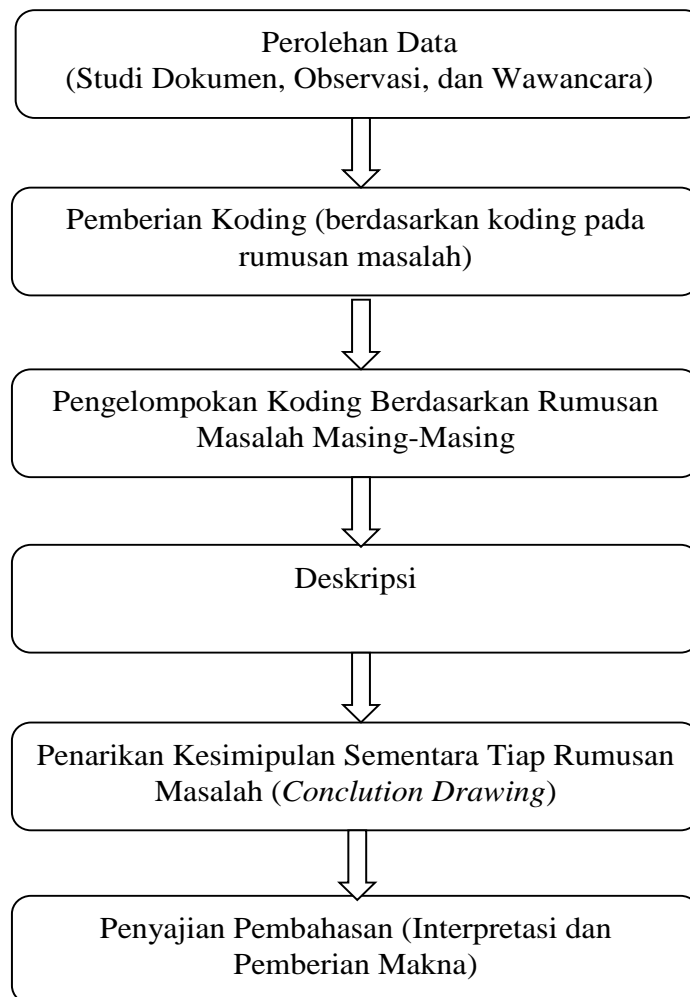 Perolehan Data
(Studi Dokumen, Observasi, dan Wawancara)
Pemberian Koding (berdasarkan koding pada
rumusan masalah)
Pengelompokan Koding Berdasarkan Rumusan
Masalah Masing-Masing
Deskripsi
Penarikan Kesimipulan Sementara Tiap Rumusan
Masalah (Conclution Drawing)
Penyajian Pembahasan (Interpretasi dan
Pemberian Makna)